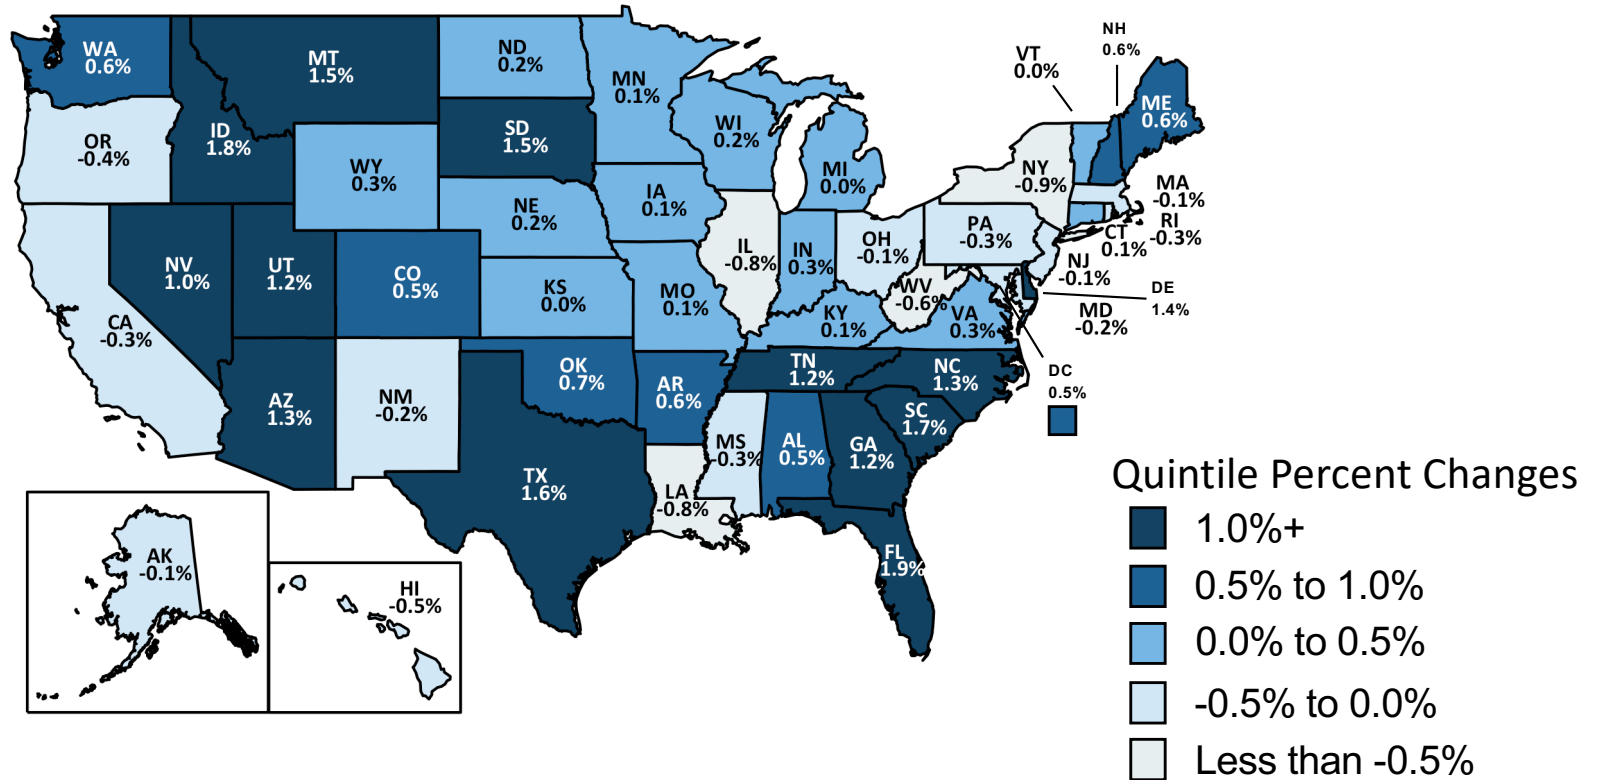 WA
0.6%
OR
-0.4%
CA
-0.3%
ID
1.8%
MT
1.5%
NV
1.0%
UT
1.2%
AZ
1.3%
WY
0.3%
CO
0.5%
NM
-0.2%
ND
0.2%
SD
1.5%
NE
0.2%
KS
0.0%
OK
0.7%
TX
1.6%
MN
0.1%
IA
0.1%
MO
0.1%
AR
0.6%
LA
-0.8%
WI
0.2%
IL
-0.8%
MI
0.0%
IN
0.3%
OH
-0.1%
KY
0.1%
TN
1.2%
MS
-0.3%
AL
0.5%
GA
1.2%
FL
1.9%
SC
1.7%
NC
1.3%
VA
0.3%
WV
-0.6%
PA
-0.3%
NY
-0.9%
VT
0.0%
NH
0.6%
ME
0.6%
MA
-0.1%
RI
-0.3%
CT
0.1%
NJ
-0.1%
DE
1.4%
MD
-0.2%
DC
0.5%
AK
-0.1%
HI
-0.5%
Quintile Percent Changes
1.0%+
0.5% to 1.0%
0.0% to 0.5%
-0.5% to 0.0%
Less than -0.5%